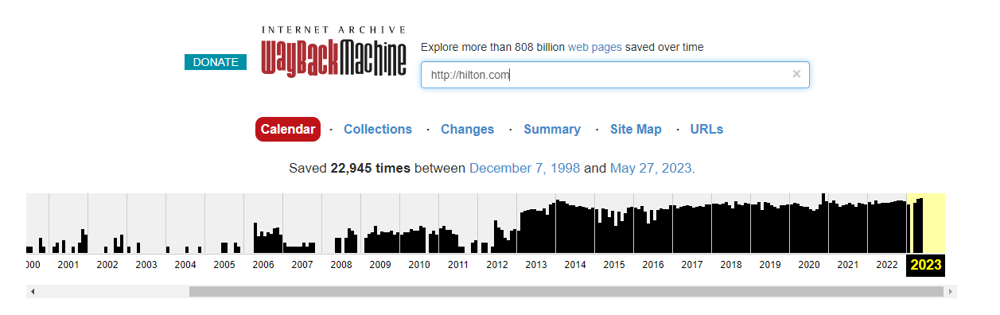 INTERNET ARCHIVE
DONATE
WayBackMachine
Explore more than 808 billion web pages saved over time
http://hilton.com
Calendar · Collections · Changes · Summary · Site Map · URLs
Saved 22,945 times between December 7, 1998 and May 27, 2023.
000 2001 2002 2003 2004 2005 2006 2007 2008 2009 2010 2011 2012 2013 2014 2015 2016 2017 2018 2019 2020 2021 2022 2023